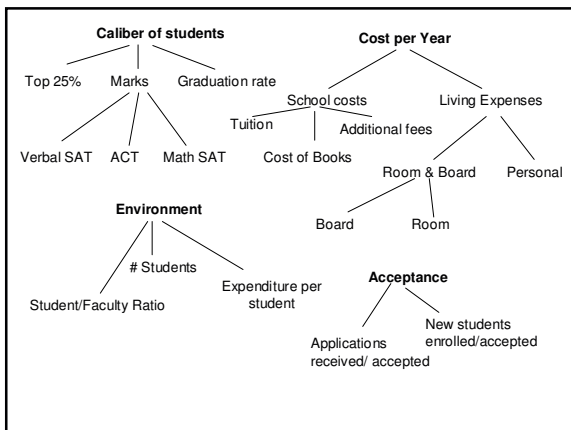 Caliber of students
Top 25%
Marks
Graduation rate
Verbal SAT
ACT
Math SAT
Cost per Year
School costs
Living Expenses
Tuition
Cost of Books
Additional fees
Room & Board
Personal
Board
Room
Environment
# Students
Student/Faculty Ratio
Expenditure per
student
Acceptance
Applications
received/ accepted
New students
enrolled/accepted